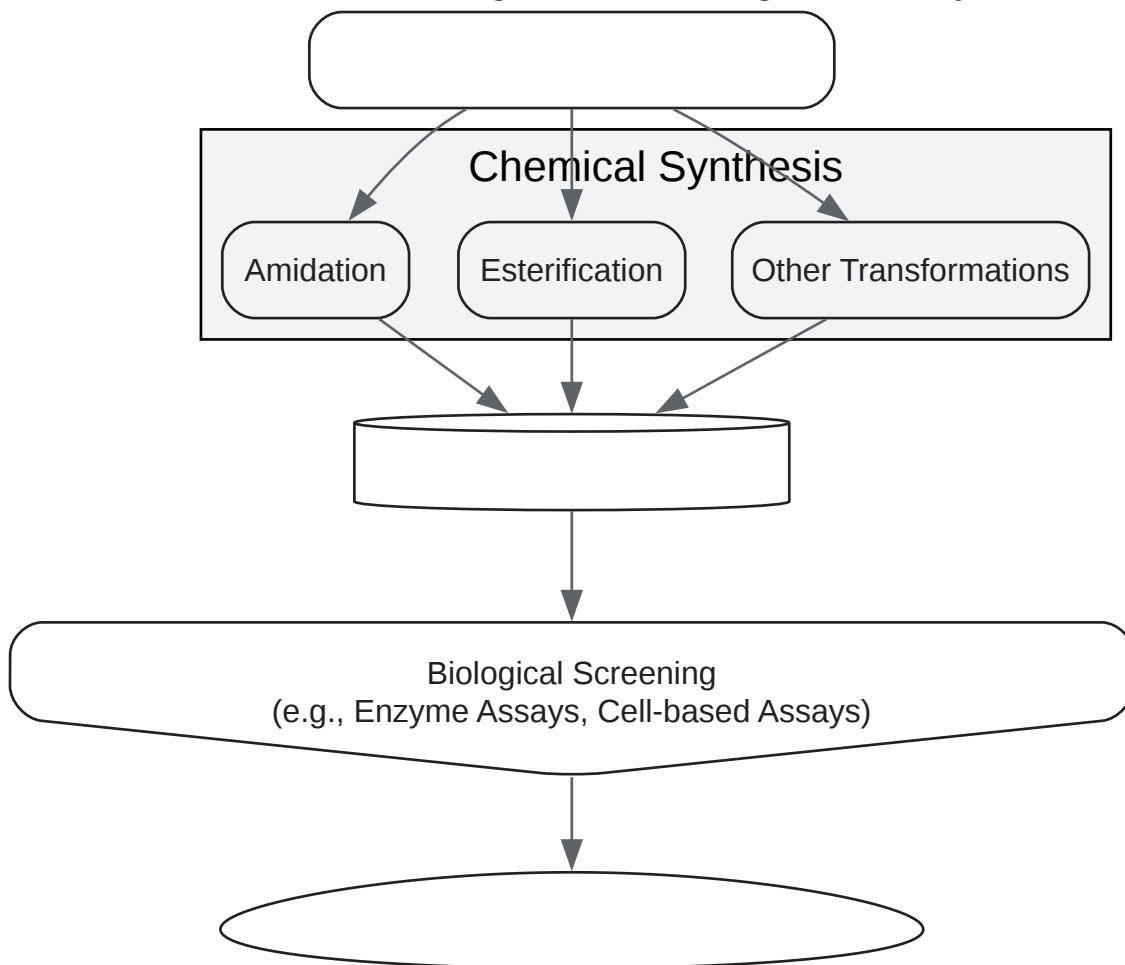 Chemical Synthesis
Amidation
Esterification
Other Transformations
Biological Screening
(e.g., Enzyme Assays, Cell-based Assays)